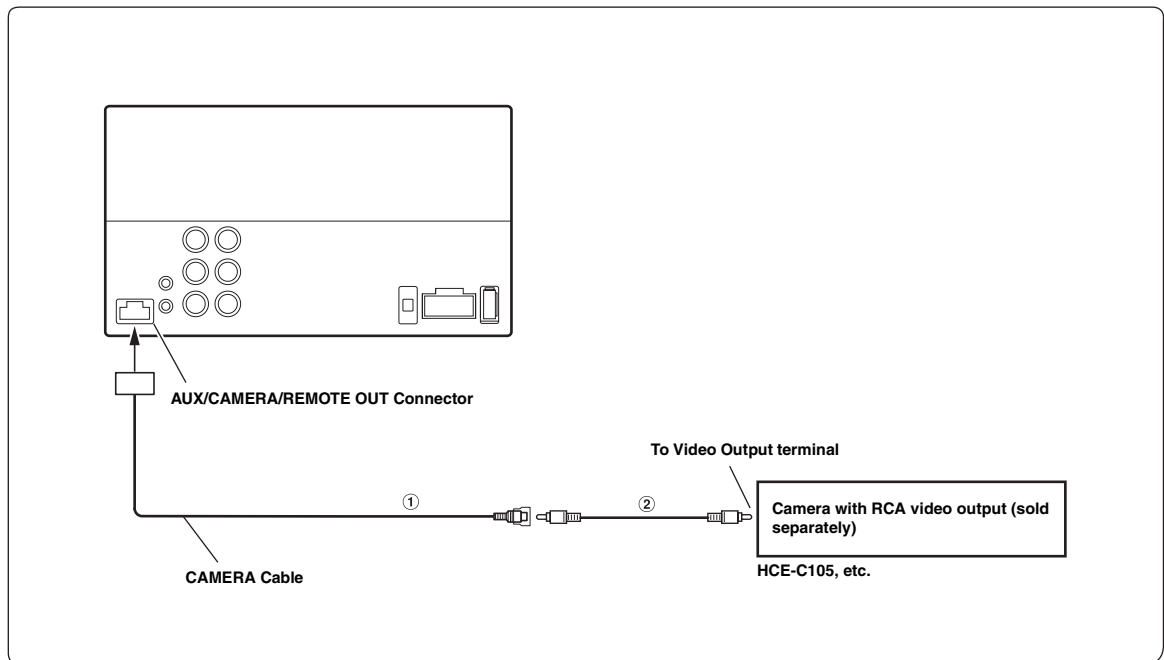 AUX/CAMERA/REMOTE OUT Connector
To Video Output terminal
①
②
Camera with RCA video output (sold
separately)
HCE-C105, etc.
CAMERA Cable